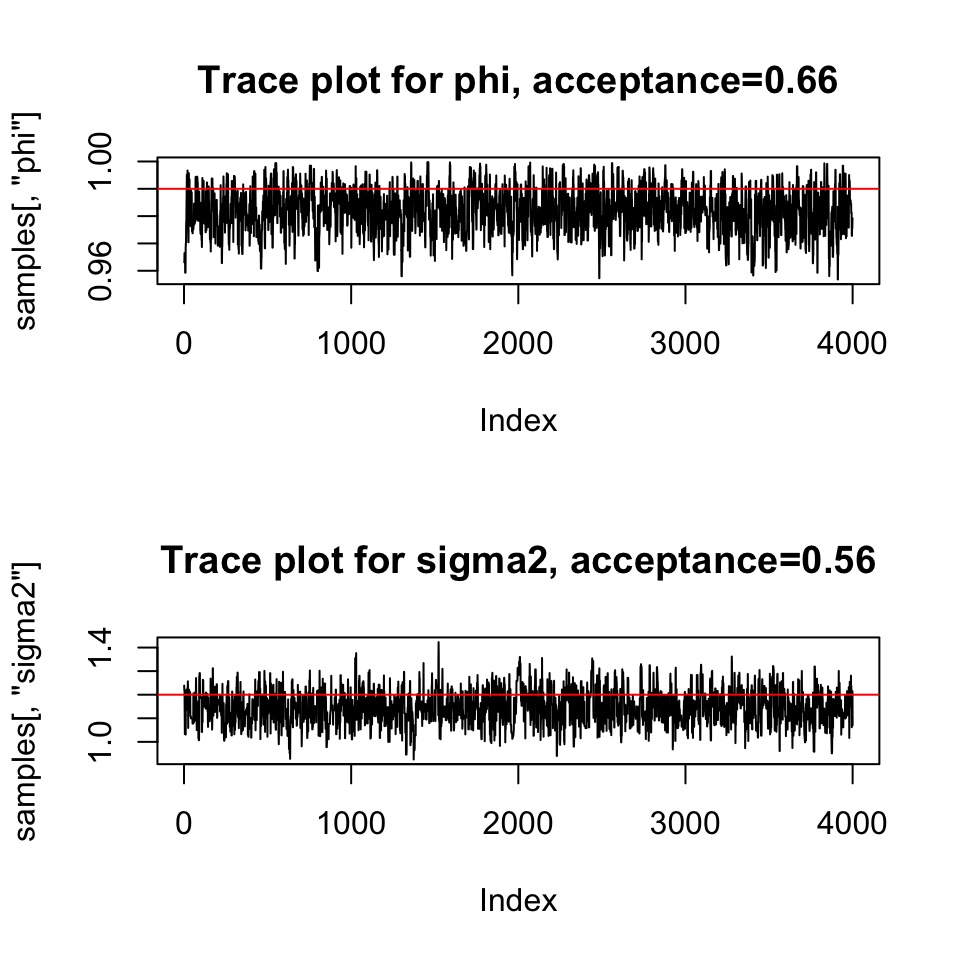 Trace plot for phi, acceptance=0.66
samples[, "phi"]
1.00
0.96
0 1000 2000 3000 4000
Index
Trace plot for sigma2, acceptance=0.56
samples[, "sigma2"]
1.4
1.0
0 1000 2000 3000 4000
Index